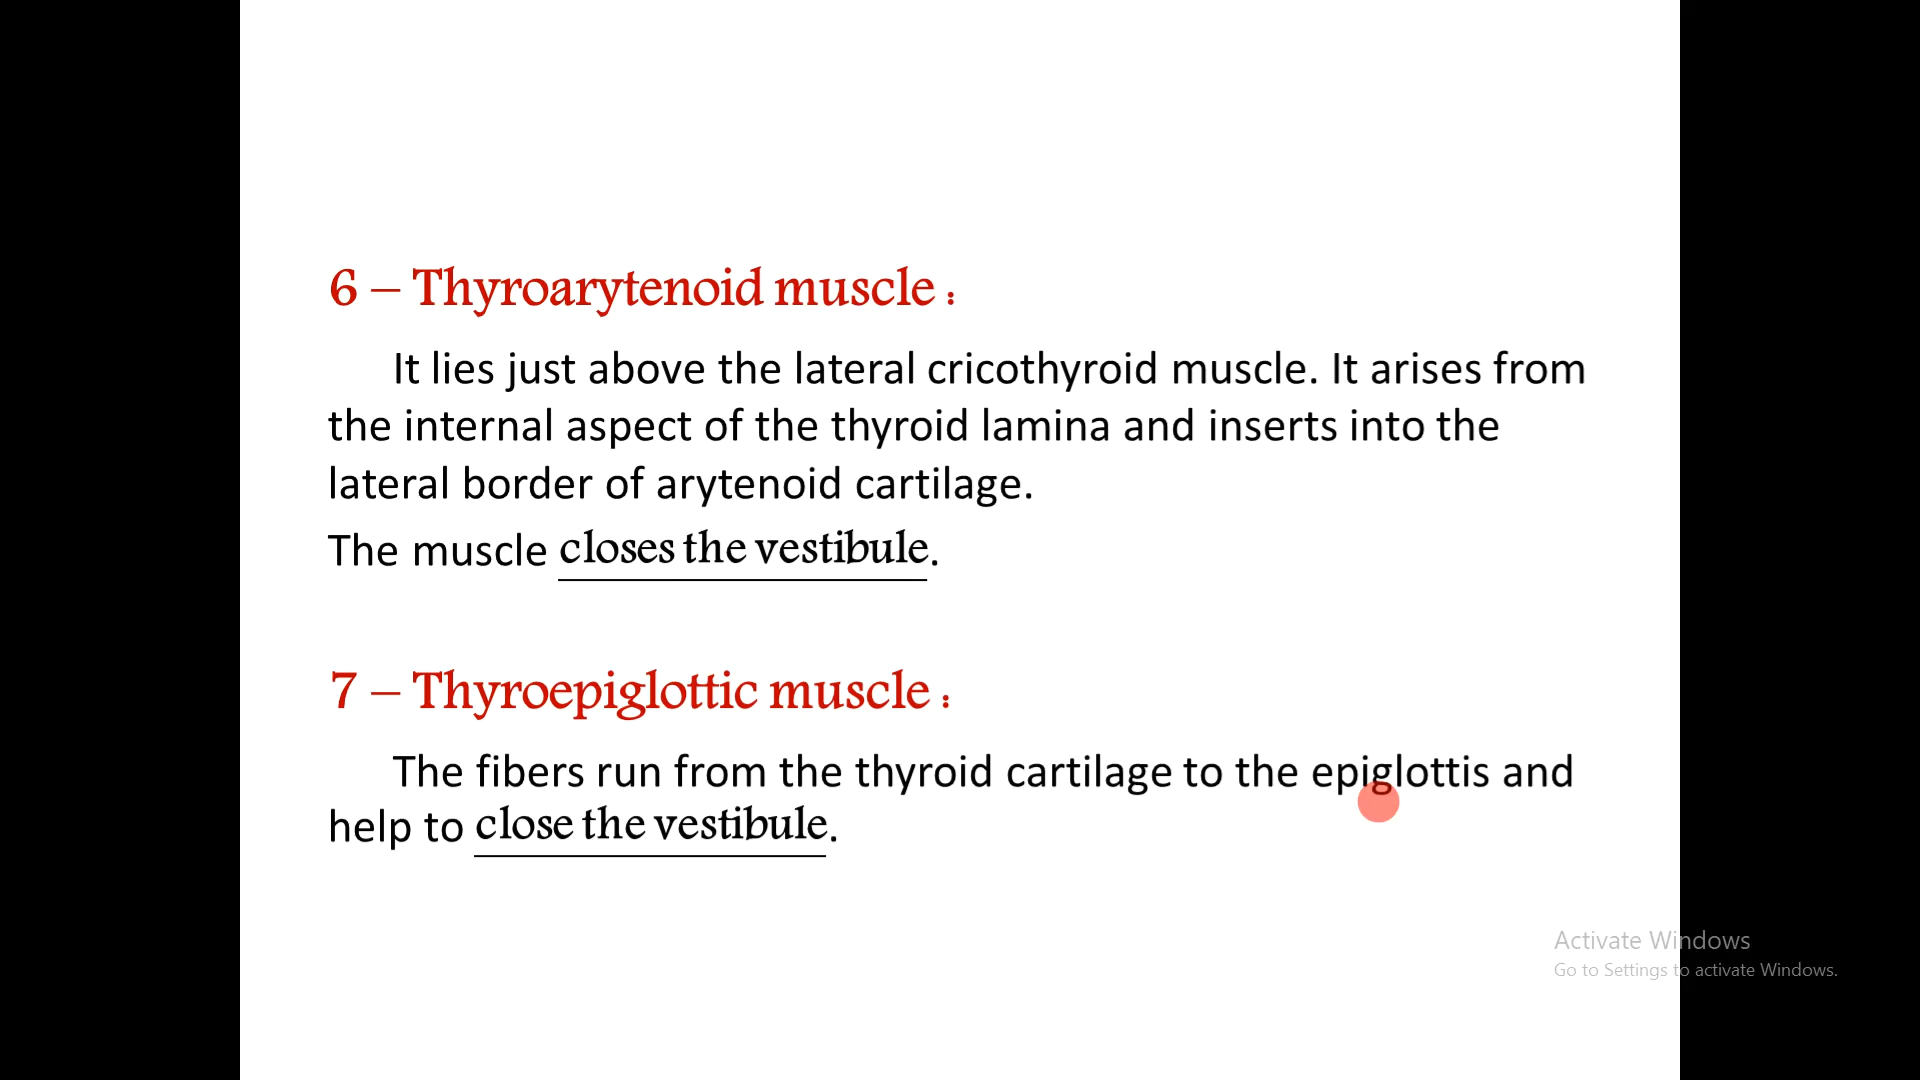 6 – Thyroarytenoid muscle :
It lies just above the lateral cricothyroid muscle. It arises from
the internal aspect of the thyroid lamina and inserts into the
lateral border of arytenoid cartilage.
The muscle closes the vestibule.
7 – Thyroepiglottic muscle :
The fibers run from the thyroid cartilage to the epiglottis and
help to close the vestibule.
Activate Windows
Go to Settings to activate Windows.